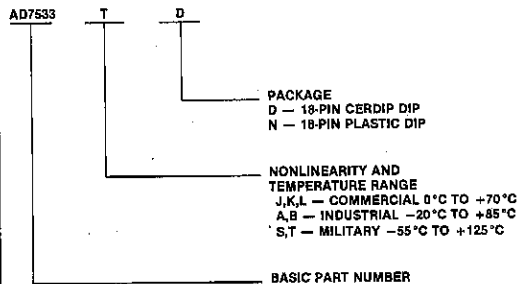 AD7533 T D
PACKAGE
D — 18-PIN CERDIP DIP
N — 18-PIN PLASTIC DIP
NONLINEARITY AND
TEMPERATURE RANGE
J,K,L — COMMERCIAL 0°C TO +70°C
A,B — INDUSTRIAL −20°C TO +85°C
S,T — MILITARY −55°C TO +125°C
BASIC PART NUMBER